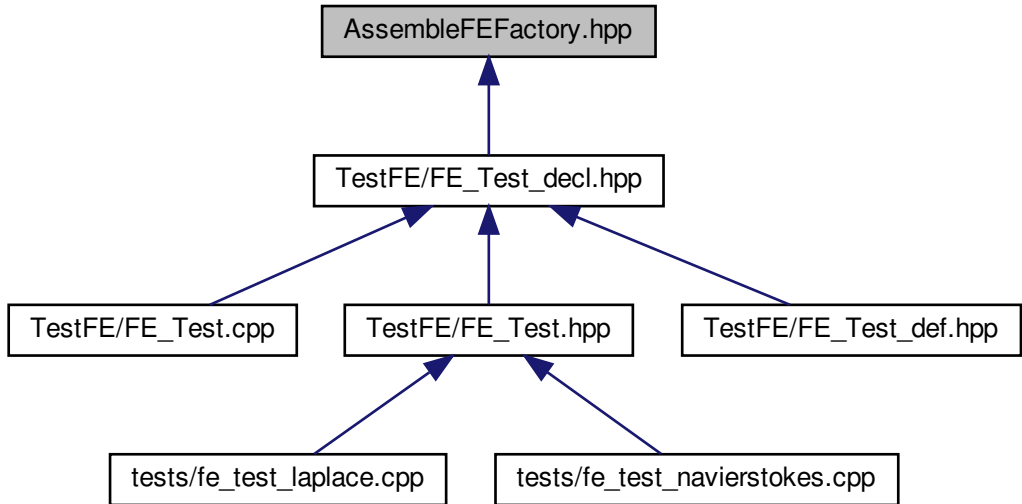 AssembleFEFactory.hpp
TestFE/FE_Test_decl.hpp
TestFE/FE_Test.cpp
TestFE/FE_Test.hpp
TestFE/FE_Test_def.hpp
tests/fe_test_laplace.cpp
tests/fe_test_navierstokes.cpp